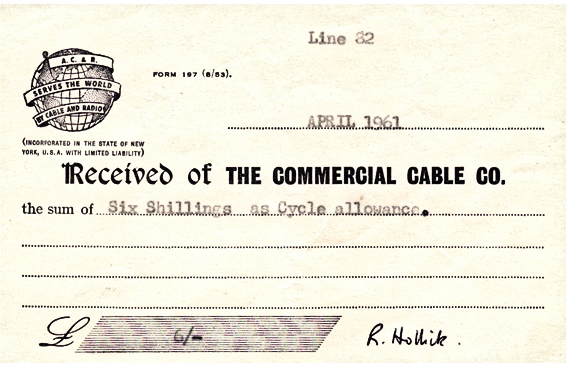 Line 32
A. C. & R.
SERVES THE WORLD
BY CABLE AND RADIO
FORM 197 (8/53).
APRIL 1961
(INCORPORATED IN THE STATE OF NEW
YORK, U.S.A. WITH LIMITED LIABILITY)
Received of THE COMMERCIAL CABLE CO.
the sum of Six Shillings as Cycle allowance.
£ 6/-
R. Hollick.